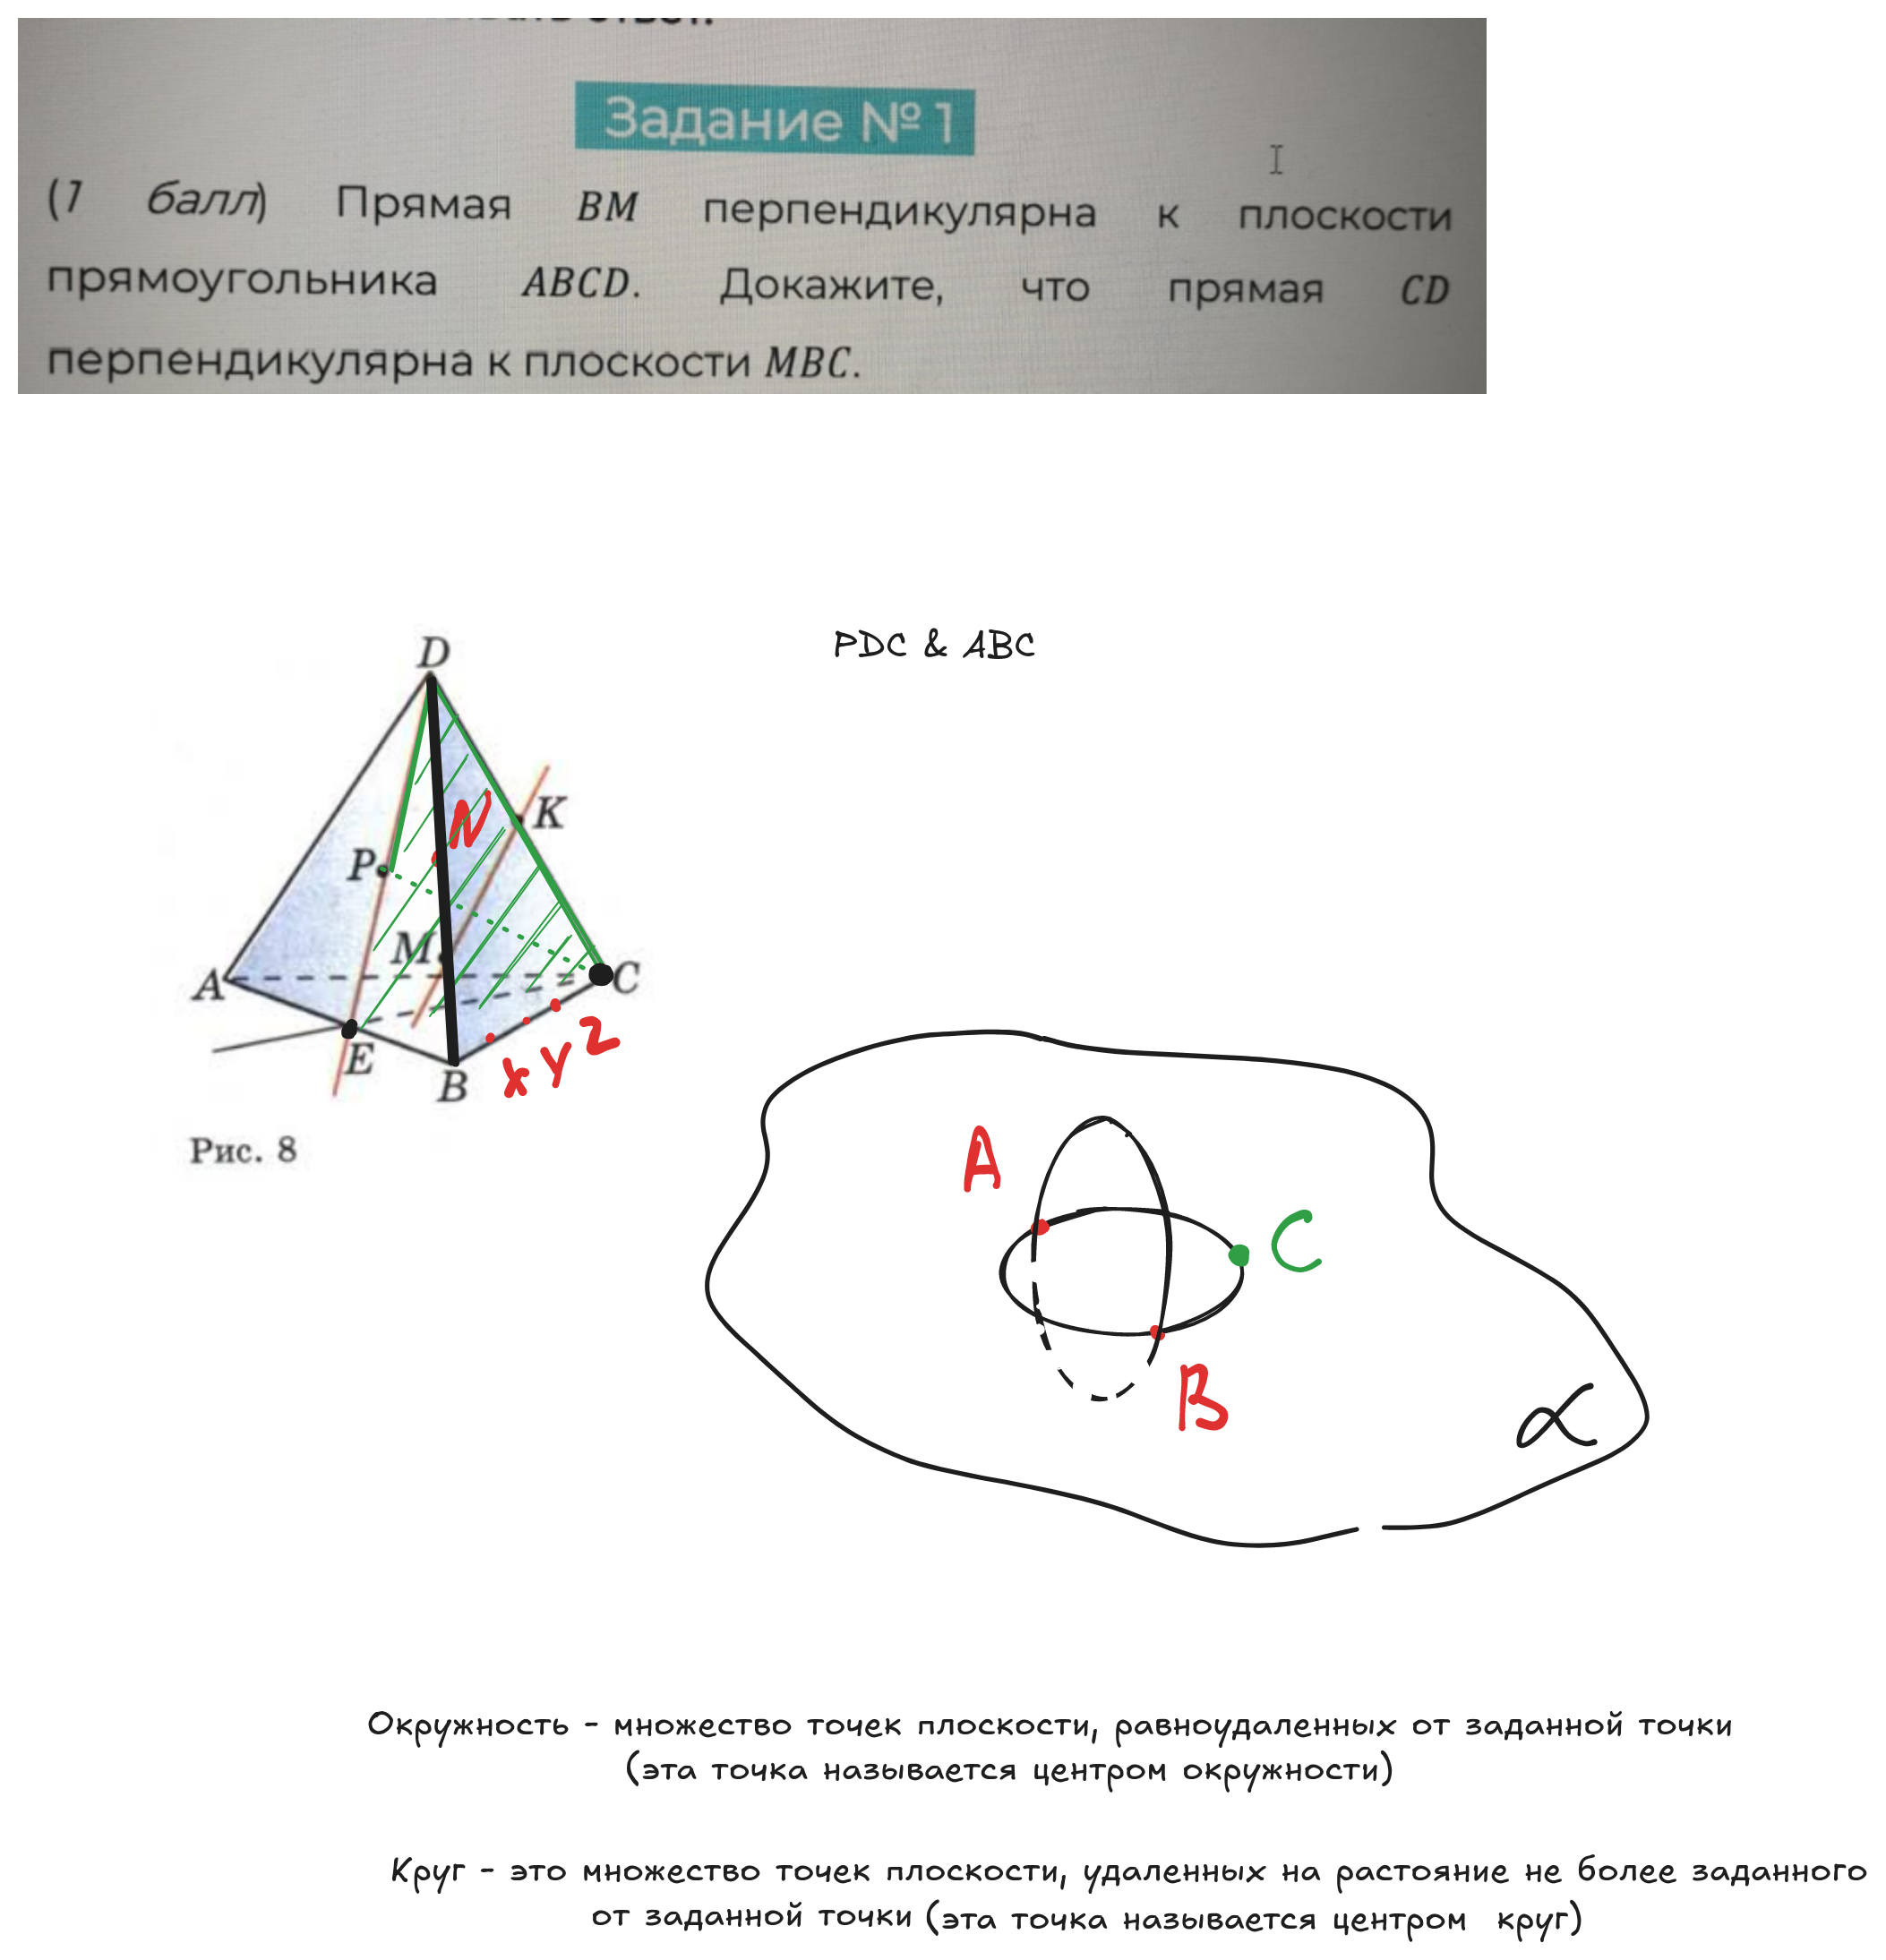 Задание № 1
(1 балл) Прямая BM перпендикулярна к плоскости
прямоугольника ABCD. Докажите, что прямая CD
перпендикулярна к плоскости MBC.
PDC & ABC
D
K
N
P
M
A
C
E
B
x y z
Рис. 8
A
C
B
α
Окружность - множество точек плоскости, равноудаленных от заданной точки
(эта точка называется центром окружности)
Круг - это множество точек плоскости, удаленных на растояние не более заданного
от заданной точки (эта точка называется центром круг)